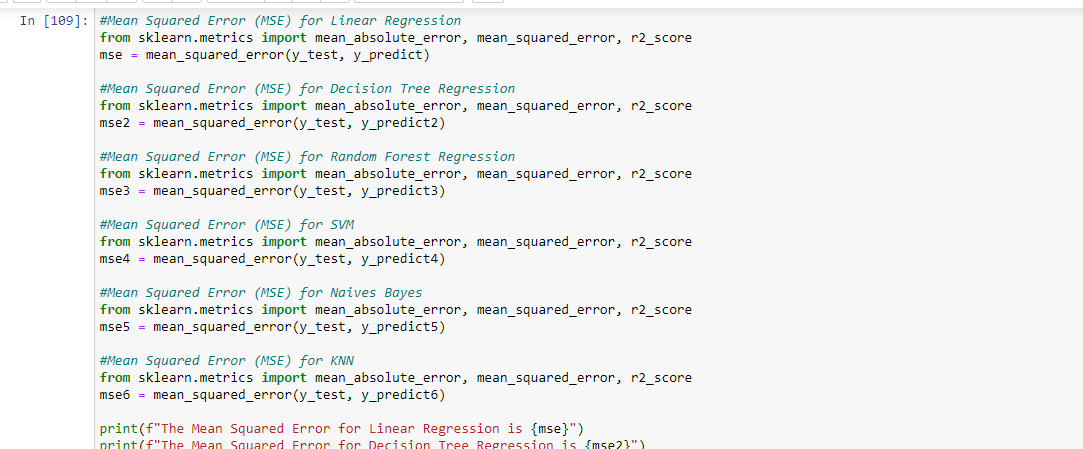 In [109]: #Mean Squared Error (MSE) for Linear Regression
from sklearn.metrics import mean_absolute_error, mean_squared_error, r2_score
mse = mean_squared_error(y_test, y_predict)
#Mean Squared Error (MSE) for Decision Tree Regression
from sklearn.metrics import mean_absolute_error, mean_squared_error, r2_score
mse2 = mean_squared_error(y_test, y_predict2)
#Mean Squared Error (MSE) for Random Forest Regression
from sklearn.metrics import mean_absolute_error, mean_squared_error, r2_score
mse3 = mean_squared_error(y_test, y_predict3)
#Mean Squared Error (MSE) for SVM
from sklearn.metrics import mean_absolute_error, mean_squared_error, r2_score
mse4 = mean_squared_error(y_test, y_predict4)
#Mean Squared Error (MSE) for Naives Bayes
from sklearn.metrics import mean_absolute_error, mean_squared_error, r2_score
mse5 = mean_squared_error(y_test, y_predict5)
#Mean Squared Error (MSE) for KNN
from sklearn.metrics import mean_absolute_error, mean_squared_error, r2_score
mse6 = mean_squared_error(y_test, y_predict6)
print(f"The Mean Squared Error for Linear Regression is {mse}")
print(f"The Mean Squared Error for Decision Tree Regression is {mse2}")